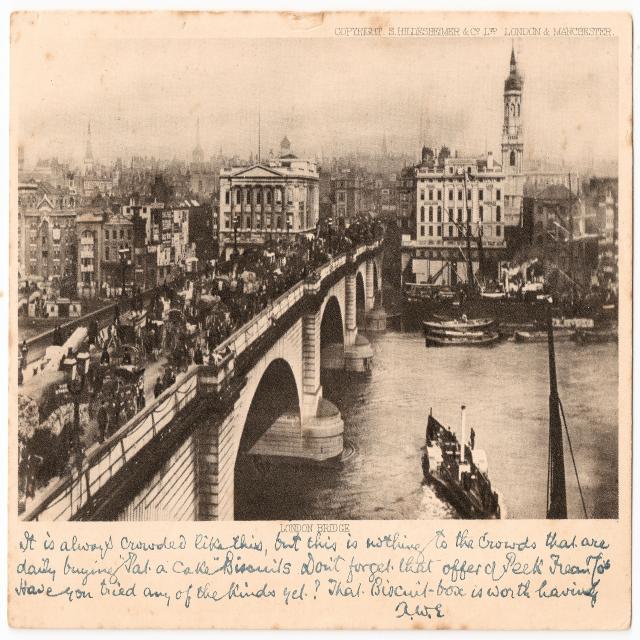 COPYRIGHT. S. HILDESHEIMER & CO LTD LONDON & MANCHESTER.
LONDON BRIDGE
It is always crowded like this, but this is nothing to the Crowds that are
daily buying "Pat a Cake" Biscuits Don't forget that offer of Peek Frean & Co's
Have you tried any of the kinds yet? That Biscuit-box is worth having
A.W.E